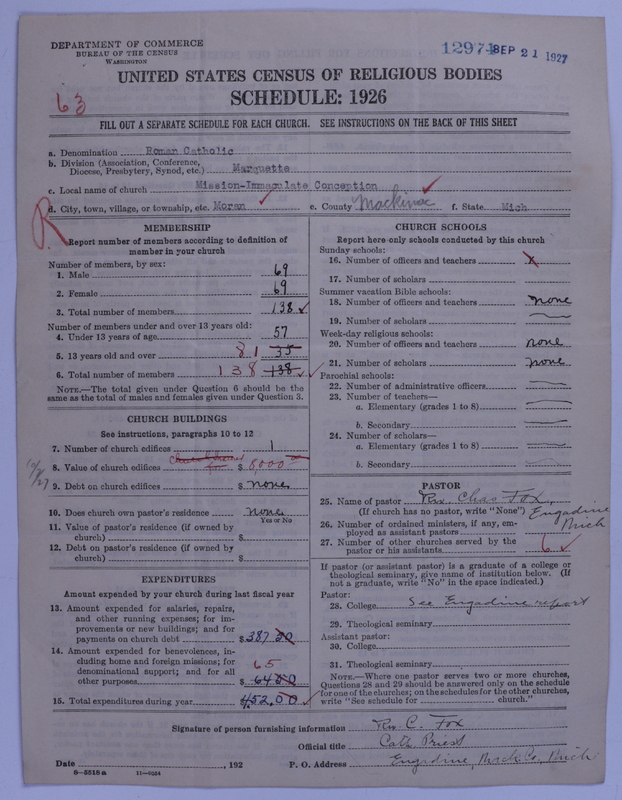 DEPARTMENT OF COMMERCE
BUREAU OF THE CENSUS
WASHINGTON
12974 SEP 21 1927
UNITED STATES CENSUS OF RELIGIOUS BODIES
SCHEDULE: 1926
63
FILL OUT A SEPARATE SCHEDULE FOR EACH CHURCH. SEE INSTRUCTIONS ON THE BACK OF THIS SHEET
a. Denomination Roman Catholic
b. Division (Association, Conference, Diocese, Presbytery, Synod, etc.) Marquette
c. Local name of church Mission-Immaculate Conception
d. City, town, village, or township, etc. Moran e. County Mackinac f. State Mich
R
MEMBERSHIP
Report number of members according to definition of
member in your church
Number of members, by sex:
1. Male 69
2. Female 69
3. Total number of members 138
Number of members under and over 13 years old:
4. Under 13 years of age 57
5. 13 years old and over 81 35
6. Total number of members 138 138
NOTE.—The total given under Question 6 should be the
same as the total of males and females given under Question 3.
CHURCH BUILDINGS
See instructions, paragraphs 10 to 12
7. Number of church edifices 1
8. Value of church edifices $ 8,000
10/7/27
9. Debt on church edifices $ none
10. Does church own pastor's residence none
Yes or No
11. Value of pastor's residence (if owned by
church) $
12. Debt on pastor's residence (if owned by
church) $
EXPENDITURES
Amount expended by your church during last fiscal year
13. Amount expended for salaries, repairs,
and other running expenses; for im-
provements or new buildings; and for
payments on church debt $ 387.20
14. Amount expended for benevolences, in-
cluding home and foreign missions; for
denominational support; and for all 65
other purposes $ 64.80
15. Total expenditures during year $ 452.00
CHURCH SCHOOLS
Report here only schools conducted by this church
Sunday schools:
16. Number of officers and teachers x
17. Number of scholars
Summer vacation Bible schools:
18. Number of officers and teachers none
19. Number of scholars
Week-day religious schools:
20. Number of officers and teachers none
21. Number of scholars none
Parochial schools:
22. Number of administrative officers
23. Number of teachers—
a. Elementary (grades 1 to 8)
b. Secondary
24. Number of scholars—
a. Elementary (grades 1 to 8)
b. Secondary
PASTOR
25. Name of pastor Rev. Chas Fox,
(If church has no pastor, write "None") Engadine
Mich
26. Number of ordained ministers, if any, em-
ployed as assistant pastors
27. Number of other churches served by the
pastor or his assistants 6
If pastor (or assistant pastor) is a graduate of a college or
theological seminary, give name of institution below. (If
not a graduate, write "No" in the space indicated.)
Pastor:
28. College See Engadine report
29. Theological seminary
Assistant pastor:
30. College
31. Theological seminary
NOTE.—Where one pastor serves two or more churches,
Questions 28 and 29 should be answered only on the schedule
for one of the churches; on the schedules for the other churches,
write "See schedule for church."
Signature of person furnishing information Rev C. Fox
Official title Cath Priest
Date , 192 P. O. Address Engadine, Mack Co, Mich
8—5518a 11—9054